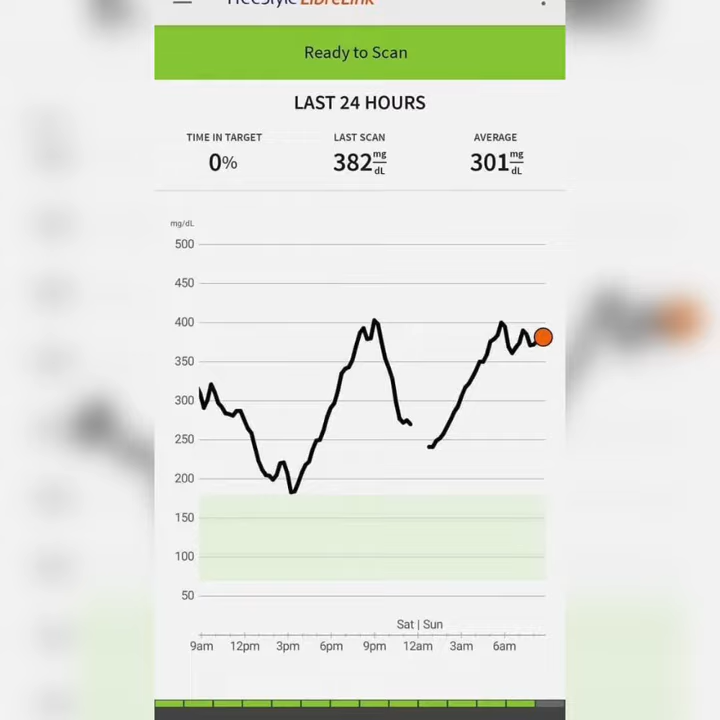 FreeStyle LibreLink
Ready to Scan
LAST 24 HOURS
TIME IN TARGET LAST SCAN AVERAGE
0% 382 mg/dL 301 mg/dL
mg/dL
500
450
400
350
300
250
200
150
100
50
Sat | Sun
9am 12pm 3pm 6pm 9pm 12am 3am 6am